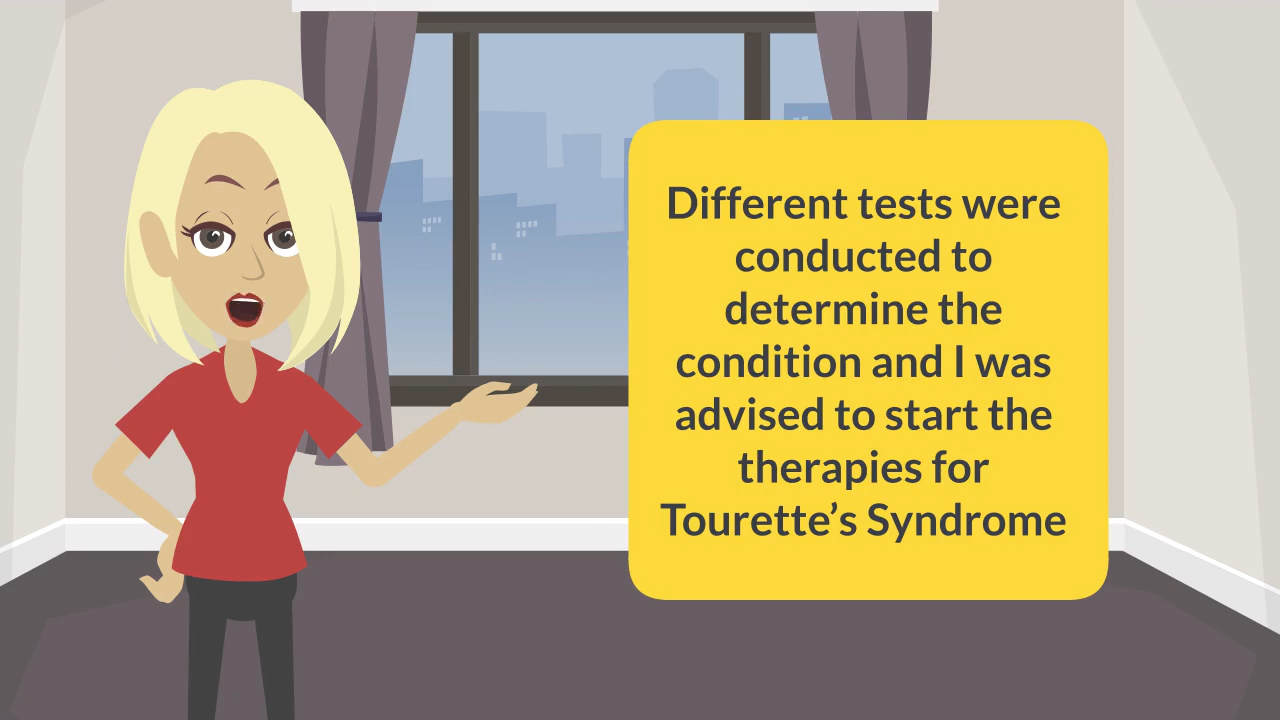 Different tests were
conducted to
determine the
condition and I was
advised to start the
therapies for
Tourette’s Syndrome